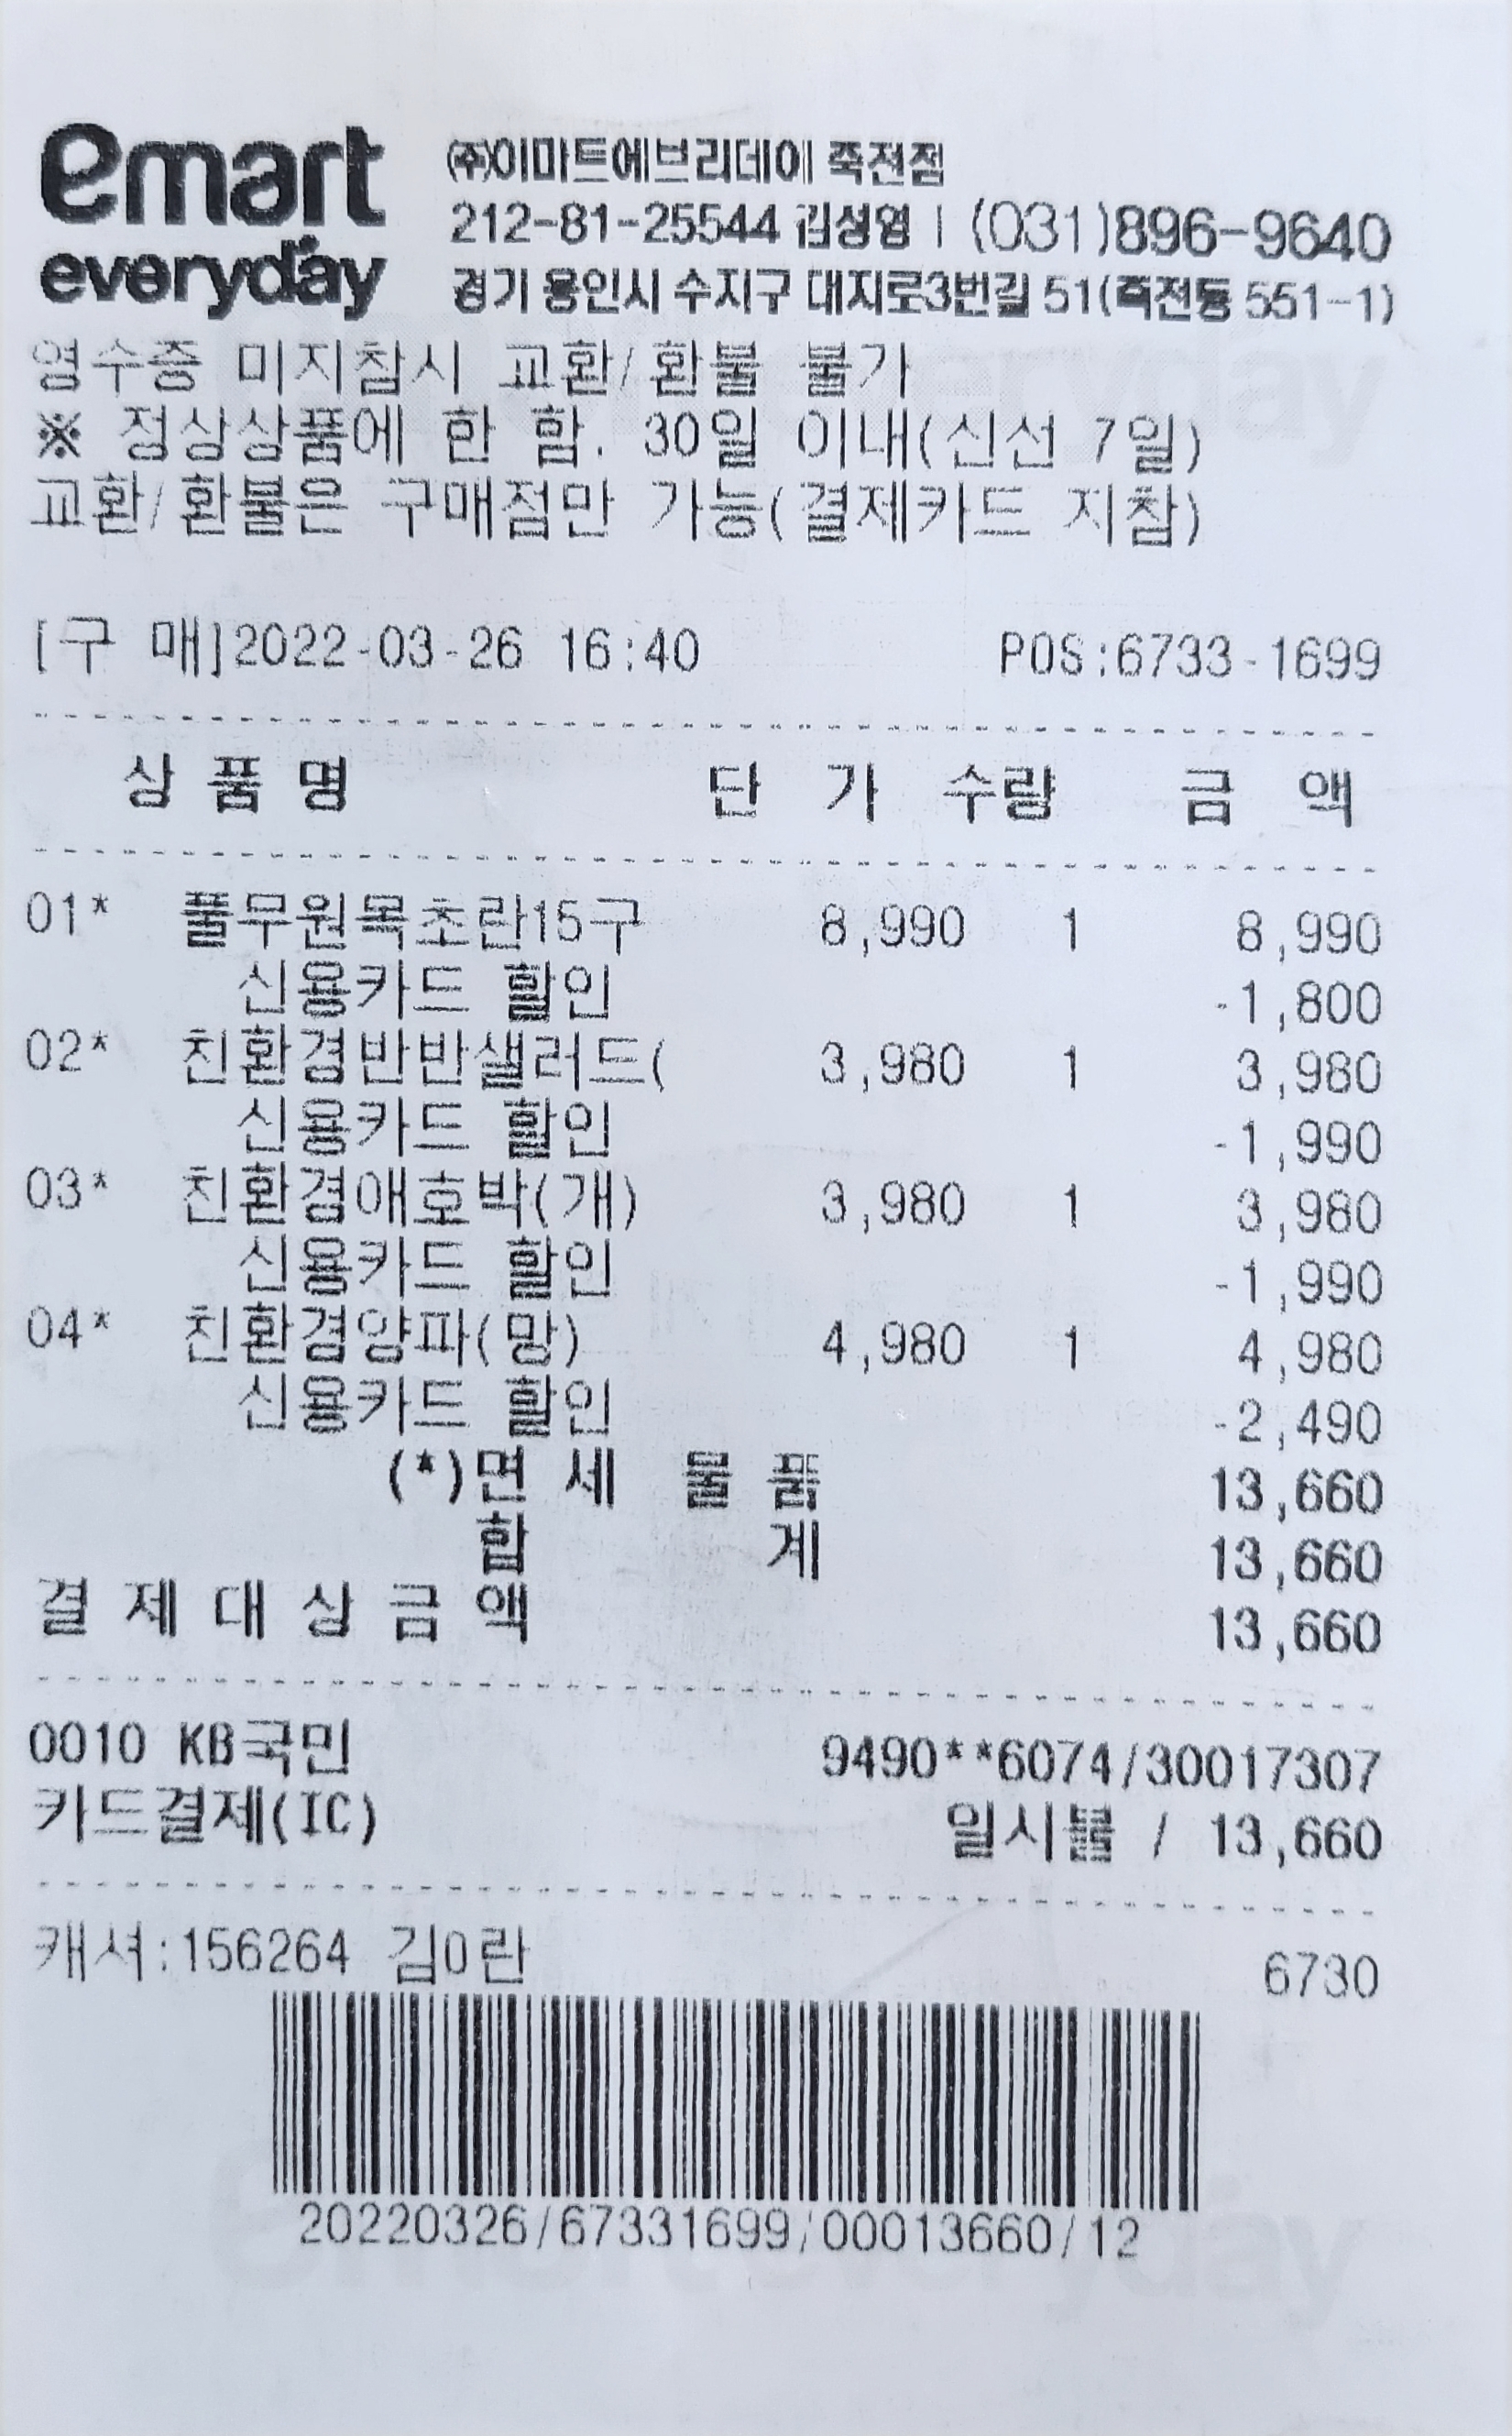 emart everyday
㈜이마트에브리데이 죽전점
212-81-25544 김성영 | (031)896-9640
경기 용인시 수지구 대지로3번길 51(죽전동 551-1)
영수증 미지참시 교환/환불 불가
※ 정상상품에 한 함. 30일 이내(신선 7일)
교환/환불은 구매점만 가능(결제카드 지참)
[구 매]2022-03-26 16:40 POS:6733-1699
상 품 명 단 가 수량 금 액
01* 풀무원목초란15구 8,990 1 8,990
신용카드 할인 -1,800
02* 친환경반반샐러드( 3,980 1 3,980
신용카드 할인 -1,990
03* 친환경애호박(개) 3,980 1 3,980
신용카드 할인 -1,990
04* 친환경양파(망) 4,980 1 4,980
신용카드 할인 -2,490
(*)면 세 물 품 13,660
합 계 13,660
결 제 대 상 금 액 13,660
0010 KB국민 9490**6074/30017307
카드결제(IC) 일시불 / 13,660
캐셔:156264 김0란 6730
20220326/67331699/00013660/12